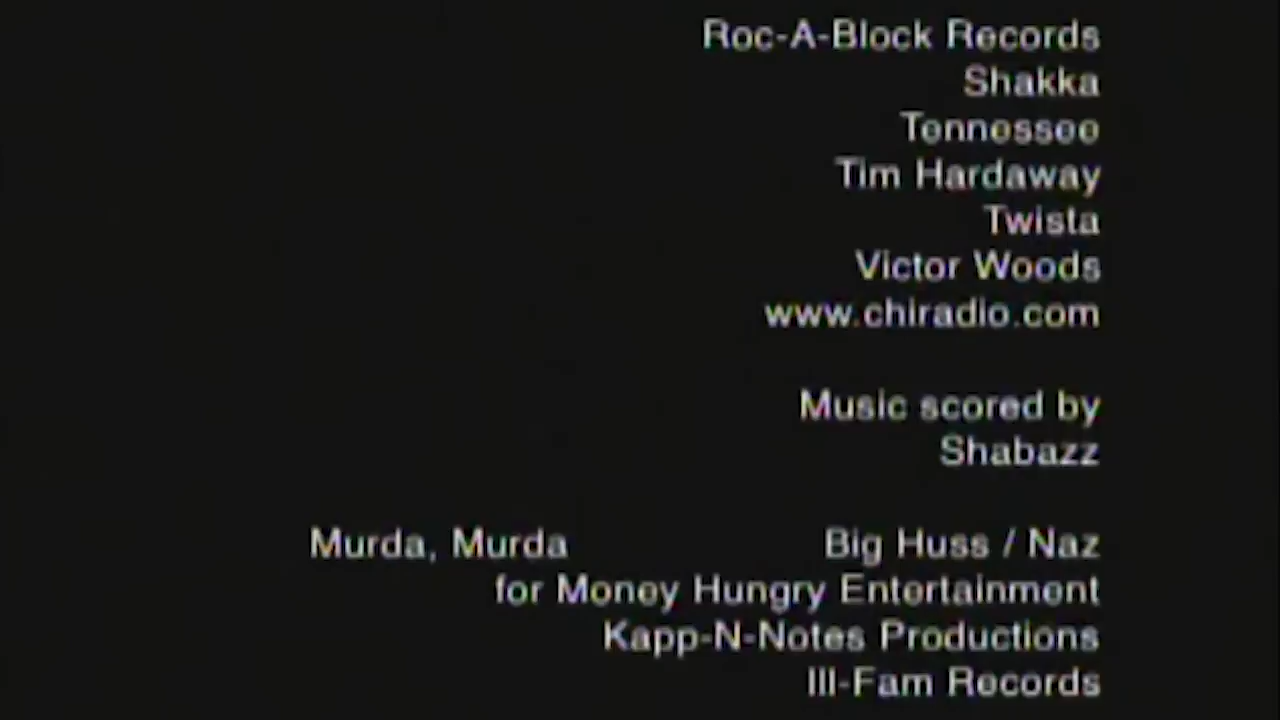 Roc-A-Block Records
Shakka
Tennessee
Tim Hardaway
Twista
Victor Woods
www.chiradio.com
Music scored by
Shabazz
Murda, Murda Big Huss / Naz
for Money Hungry Entertainment
Kapp-N-Notes Productions
Ill-Fam Records